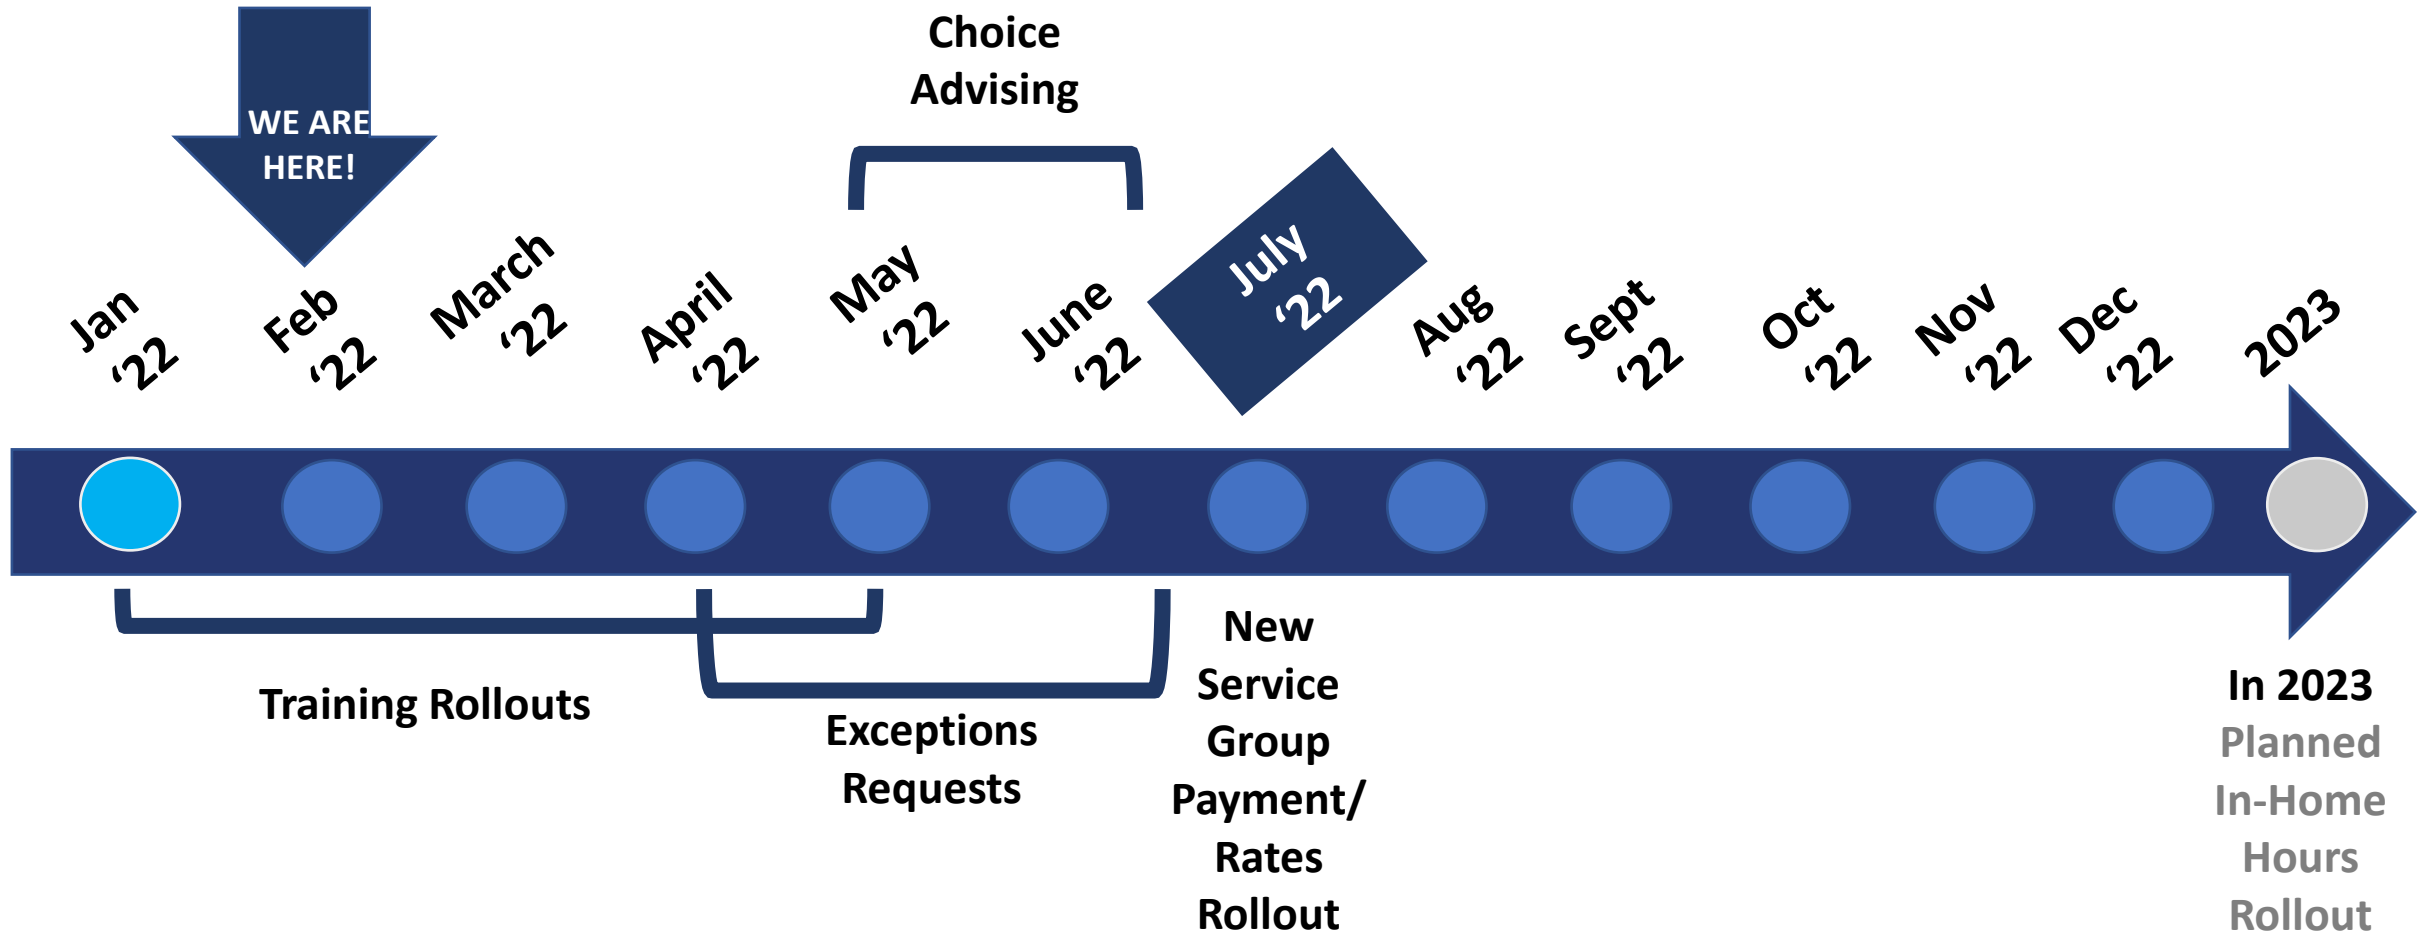 Choice
Advising
WE ARE
HERE!
Jan
‘22
Feb
‘22
March
‘22
April
‘22
May
‘22
June
‘22
July
‘22
Aug
‘22
Sept
‘22
Oct
‘22
Nov
‘22
Dec
‘22
2023
Training Rollouts
Exceptions
Requests
New
Service
Group
Payment/
Rates
Rollout
In 2023
Planned
In-Home
Hours
Rollout